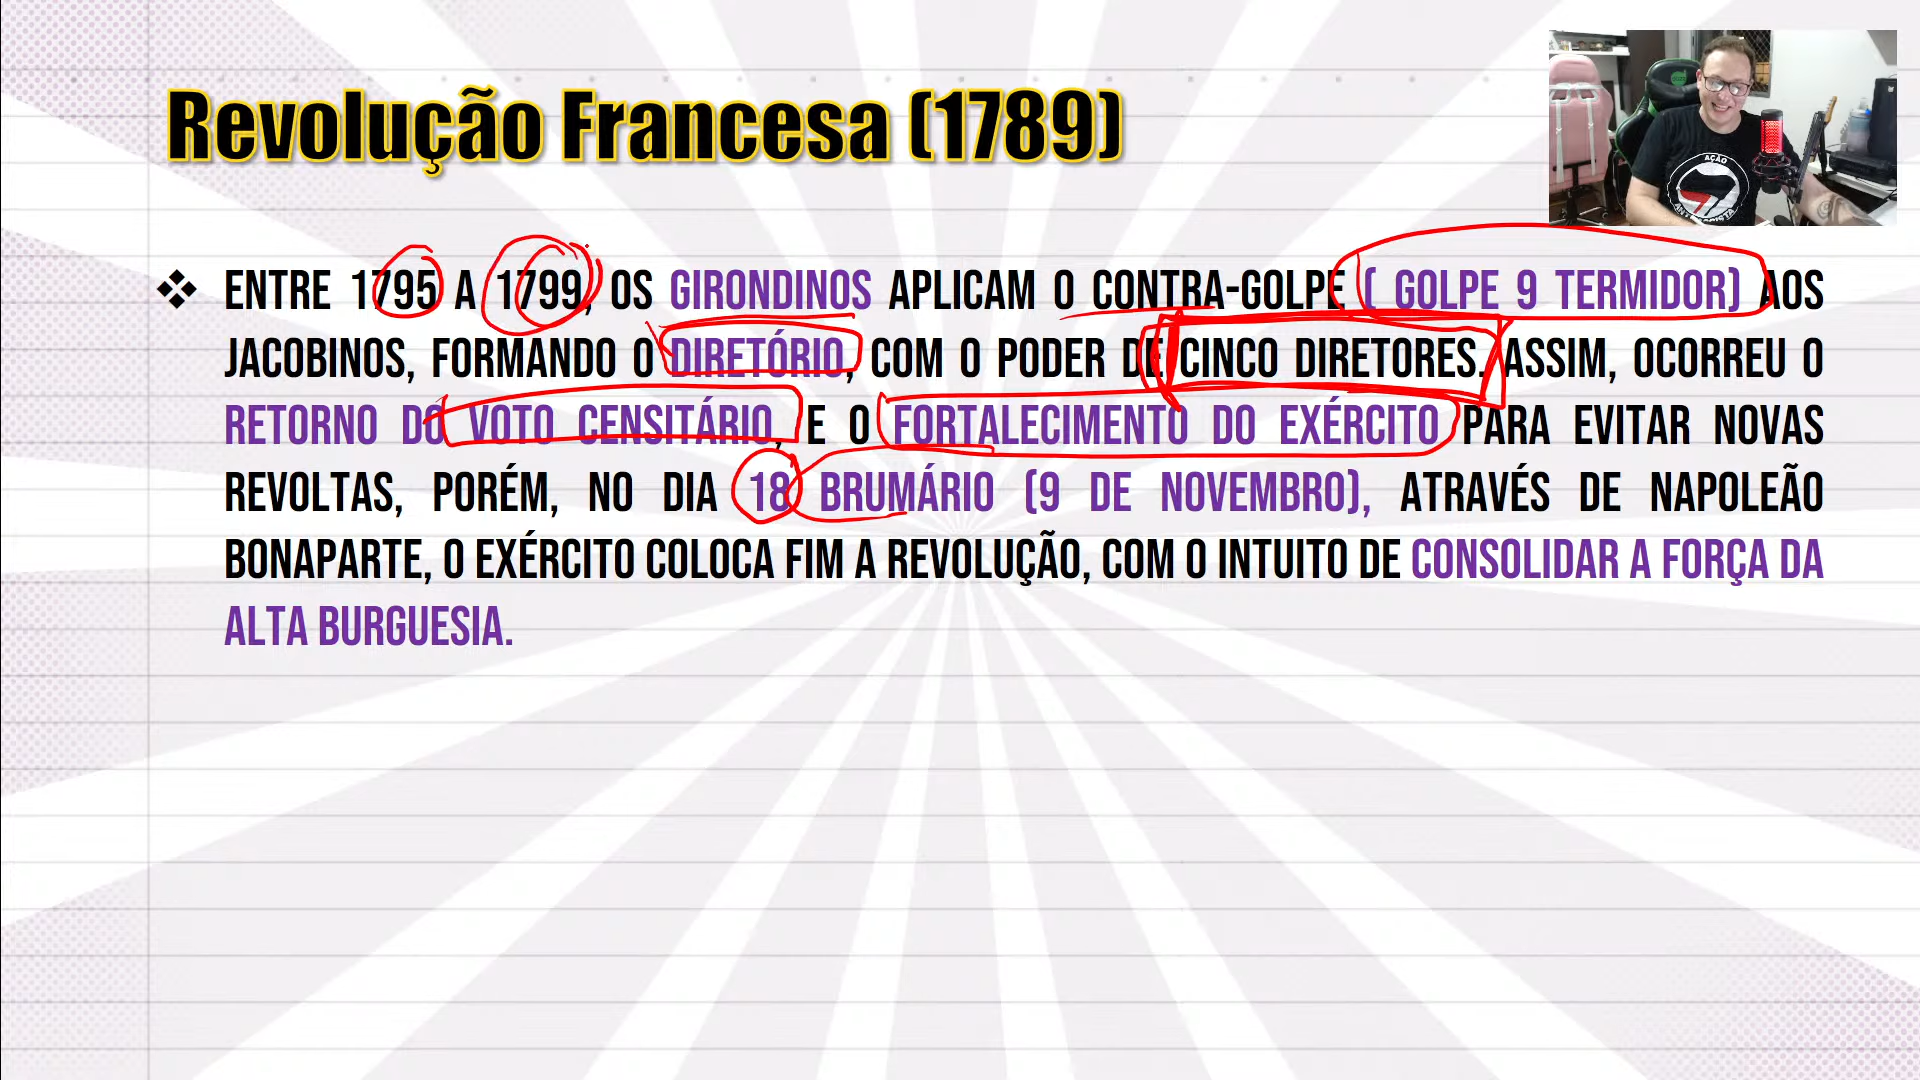 Revolução Francesa (1789)
AÇÃO
ANTIFASCISTA
❖ ENTRE 1795 A 1799, OS GIRONDINOS APLICAM O CONTRA-GOLPE ( GOLPE 9 TERMIDOR) AOS
JACOBINOS, FORMANDO O DIRETÓRIO, COM O PODER DE CINCO DIRETORES. ASSIM, OCORREU O
RETORNO DO VOTO CENSITÁRIO, E O FORTALECIMENTO DO EXÉRCITO PARA EVITAR NOVAS
REVOLTAS, PORÉM, NO DIA 18 BRUMÁRIO (9 DE NOVEMBRO), ATRAVÉS DE NAPOLEÃO
BONAPARTE, O EXÉRCITO COLOCA FIM A REVOLUÇÃO, COM O INTUITO DE CONSOLIDAR A FORÇA DA
ALTA BURGUESIA.